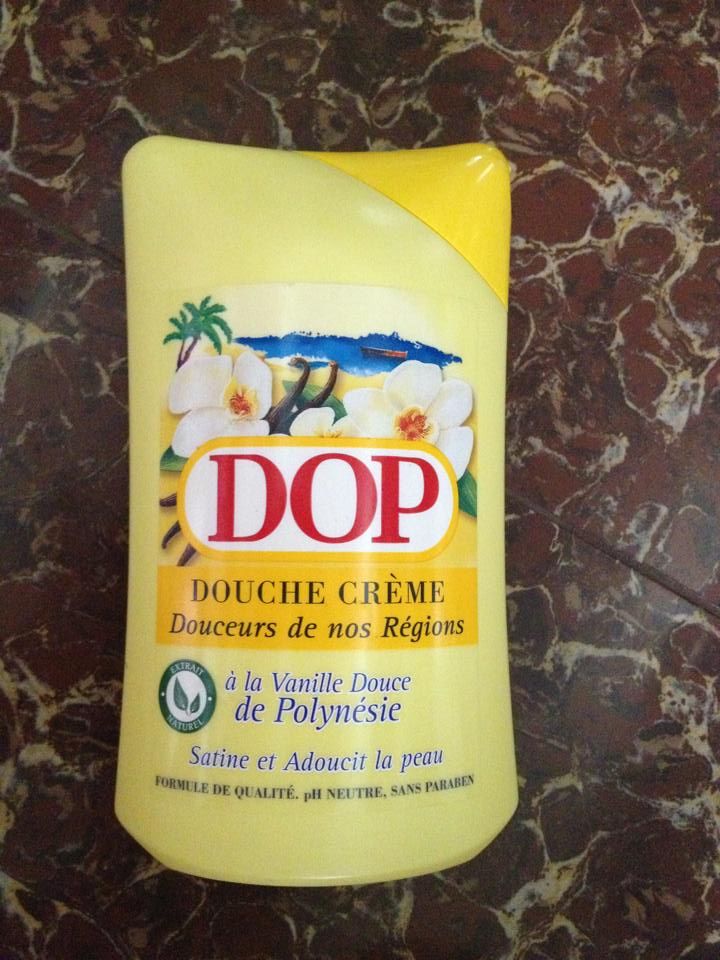 DOP
DOUCHE CRÈME
Douceurs de nos Régions
EXTRAIT
NATUREL
à la Vanille Douce
de Polynésie
Satine et Adoucit la peau
FORMULE DE QUALITÉ. pH NEUTRE, SANS PARABEN